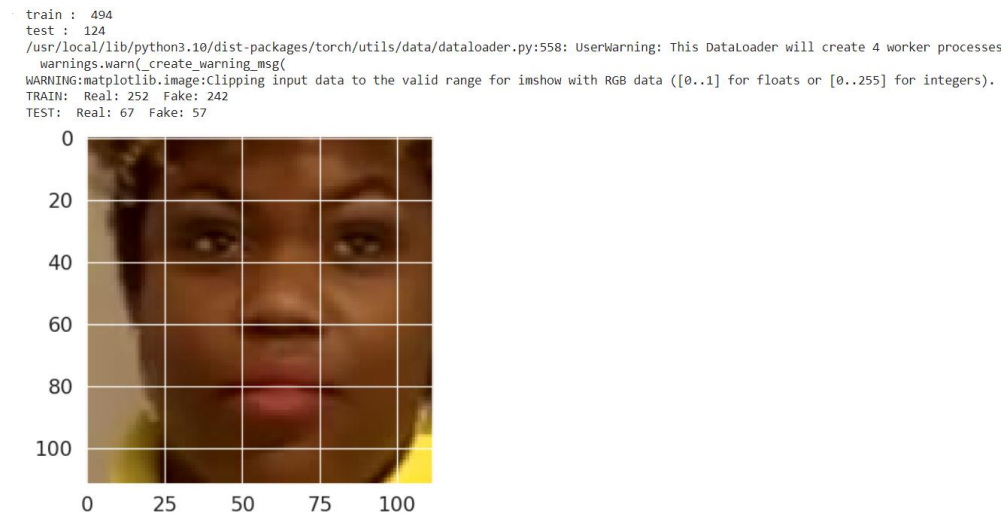 train :  494
test :  124
/usr/local/lib/python3.10/dist-packages/torch/utils/data/dataloader.py:558: UserWarning: This DataLoader will create 4 worker processes
  warnings.warn(_create_warning_msg(
WARNING:matplotlib.image:Clipping input data to the valid range for imshow with RGB data ([0..1] for floats or [0..255] for integers).
TRAIN:  Real: 252  Fake: 242
TEST:  Real: 67  Fake: 57
0
20
40
60
80
100
0 25 50 75 100